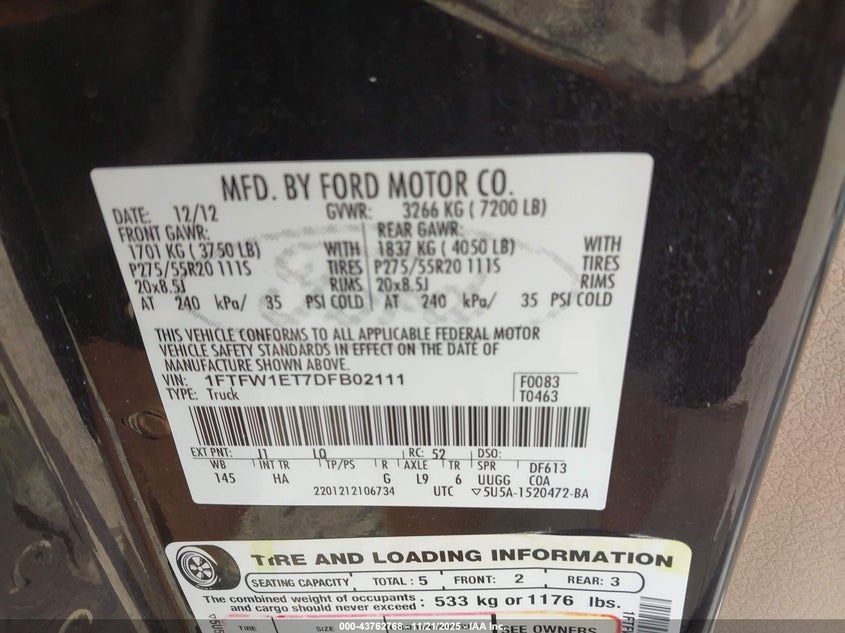 MFD. BY FORD MOTOR CO.
DATE: 12/12 GVWR: 3266 KG ( 7200 LB)
FRONT GAWR: REAR GAWR:
1701 KG ( 3750 LB) WITH 1837 KG ( 4050 LB) WITH
P275/55R20 111S TIRES P275/55R20 111S TIRES
20x8.5J RIMS 20x8.5J RIMS
AT 240 kPa/ 35 PSI COLD AT 240 kPa/ 35 PSI COLD
THIS VEHICLE CONFORMS TO ALL APPLICABLE FEDERAL MOTOR
VEHICLE SAFETY STANDARDS IN EFFECT ON THE DATE OF
MANUFACTURE SHOWN ABOVE.
VIN: 1FTFW1ET7DFB02111 F0083
TYPE: Truck T0463
EXT PNT: J1 LQ RC: 52 DSO:
WB INT TR TP/PS R AXLE TR SPR DF613
145 HA G L9 6 UUGG COA
2201212106734 UTC ▽5U5A-1520472-BA
TIRE AND LOADING INFORMATION
SEATING CAPACITY TOTAL : 5 FRONT: 2 REAR: 3
The combined weight of occupants
and cargo should never exceed: 533 kg or 1176 lbs.
TIRE SIZE SEE OWNERS
000-43762768 - 11/21/2025 - IAA Inc.